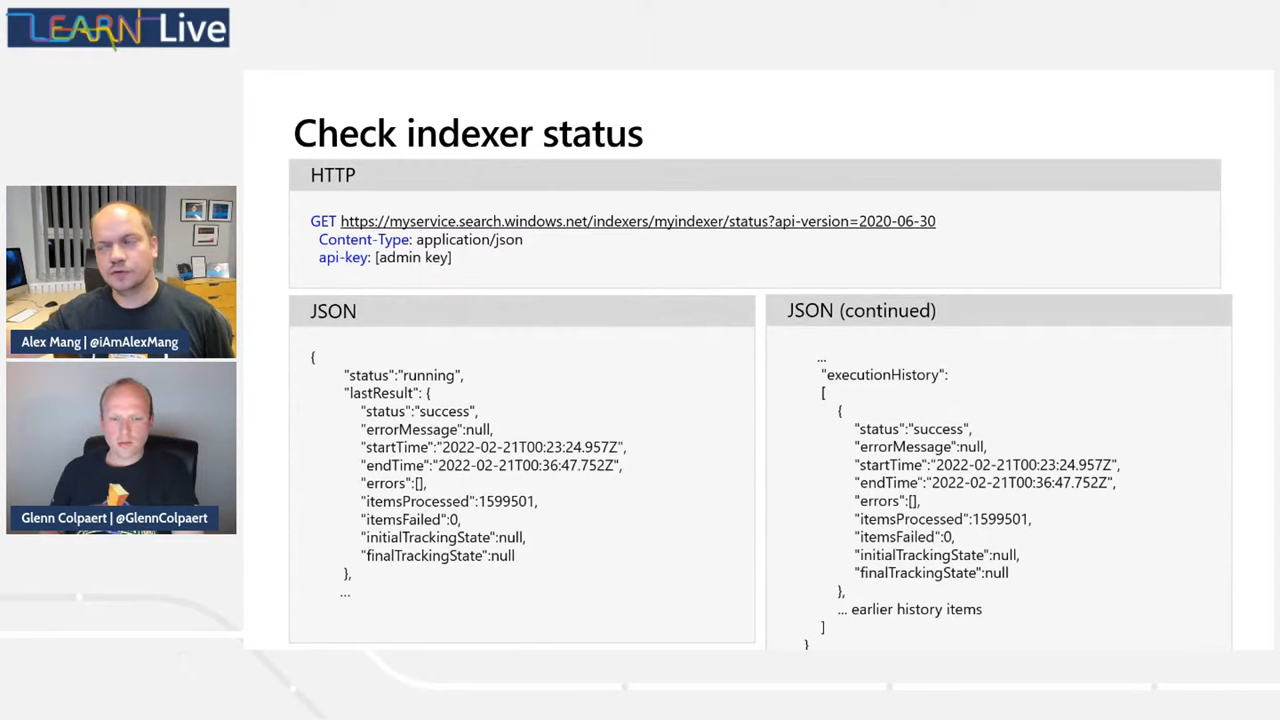 LEARN Live
Check indexer status
HTTP
GET https://myservice.search.windows.net/indexers/myindexer/status?api-version=2020-06-30
Content-Type: application/json
api-key: [admin key]
JSON
{
"status":"running",
"lastResult": {
"status":"success",
"errorMessage":null,
"startTime":"2022-02-21T00:23:24.957Z",
"endTime":"2022-02-21T00:36:47.752Z",
"errors":[],
"itemsProcessed":1599501,
"itemsFailed":0,
"initialTrackingState":null,
"finalTrackingState":null
},
...
JSON (continued)
...
"executionHistory":
[
{
"status":"success",
"errorMessage":null,
"startTime":"2022-02-21T00:23:24.957Z",
"endTime":"2022-02-21T00:36:47.752Z",
"errors":[],
"itemsProcessed":1599501,
"itemsFailed":0,
"initialTrackingState":null,
"finalTrackingState":null
},
... earlier history items
]
}
Alex Mang | @iAmAlexMang
Glenn Colpaert | @GlennColpaert